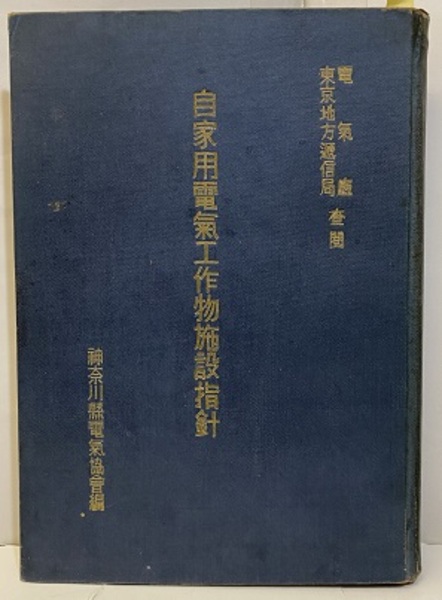 電氣廳
東京地方遞信局
查閱
自家用電氣工作物施設指針
神奈川縣電氣協會編